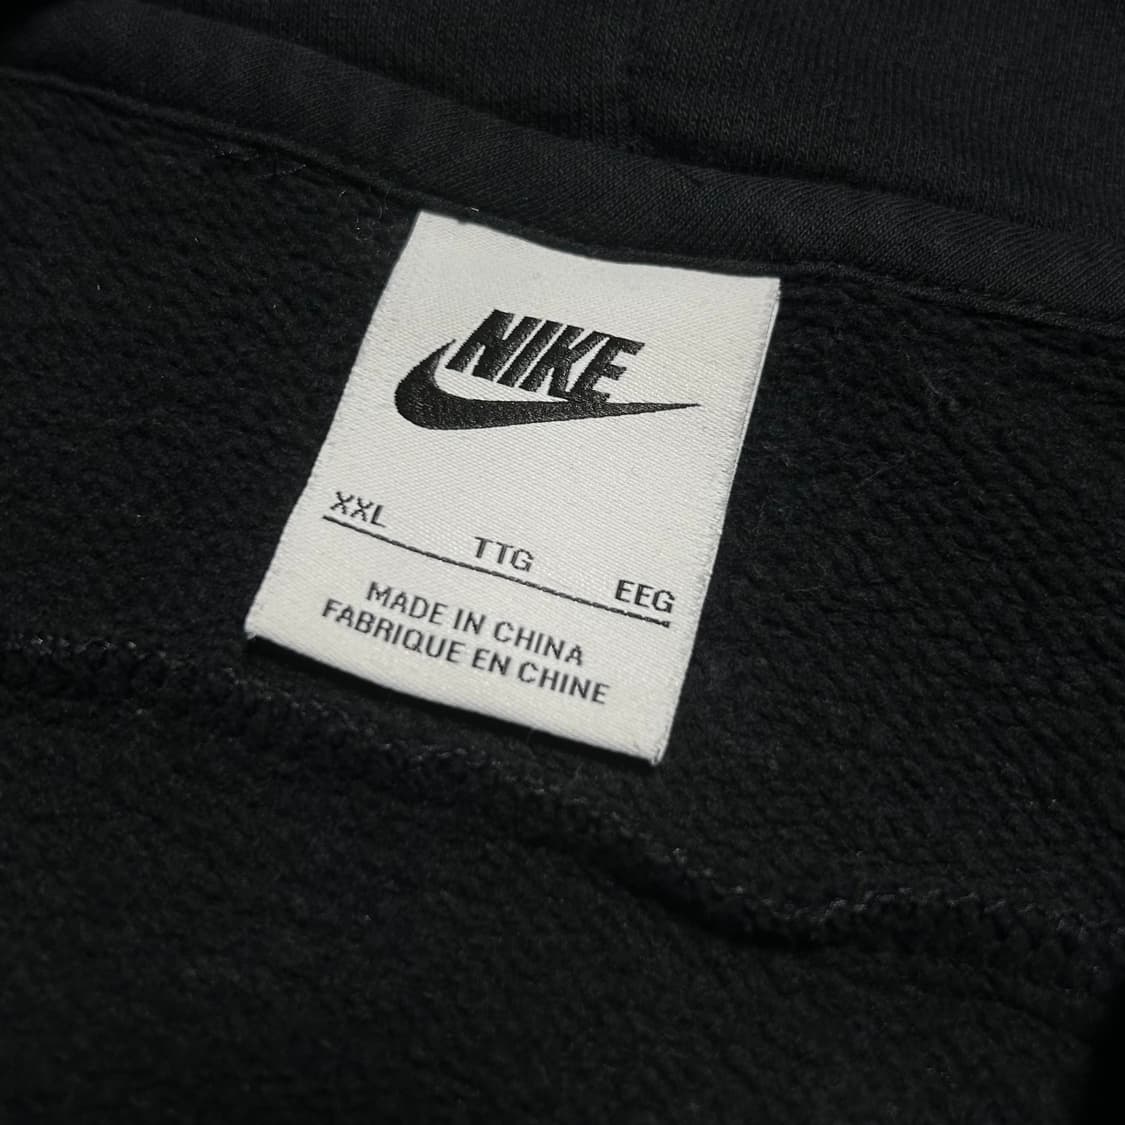 NIKE
XXL TTG EEG
MADE IN CHINA
FABRIQUE EN CHINE